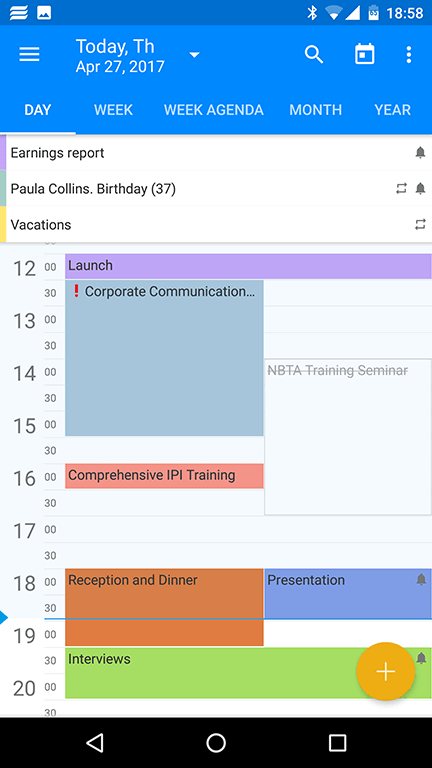 18:58
Today, Th
Apr 27, 2017
DAY WEEK WEEK AGENDA MONTH YEAR
Earnings report
Paula Collins. Birthday (37)
Vacations
12 00 Launch
30 ! Corporate Communication...
13 00
30
14 00 NBTA Training Seminar
30
15 00
30
16 00 Comprehensive IPI Training
30
17 00
30
18 00 Reception and Dinner Presentation
30
19 00
30 Interviews
20 00
30